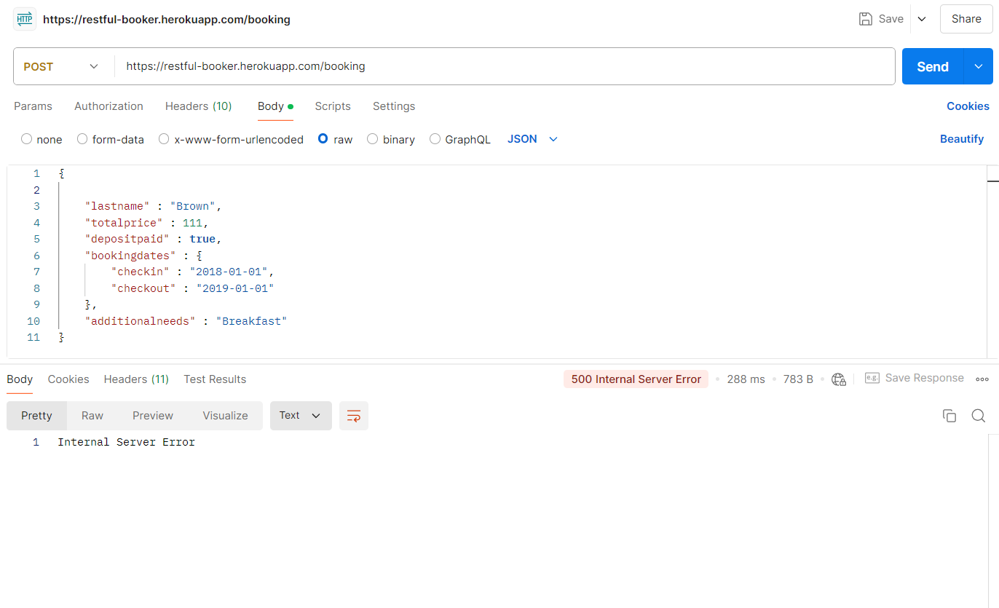 HTTP https://restful-booker.herokuapp.com/booking Save Share
POST https://restful-booker.herokuapp.com/booking Send
Params Authorization Headers (10) Body Scripts Settings Cookies
none form-data x-www-form-urlencoded raw binary GraphQL JSON Beautify
1 {
2
3 "lastname" : "Brown",
4 "totalprice" : 111,
5 "depositpaid" : true,
6 "bookingdates" : {
7 "checkin" : "2018-01-01",
8 "checkout" : "2019-01-01"
9 },
10 "additionalneeds" : "Breakfast"
11 }
Body Cookies Headers (11) Test Results 500 Internal Server Error 288 ms 783 B e.g. Save Response
Pretty Raw Preview Visualize Text
1 Internal Server Error